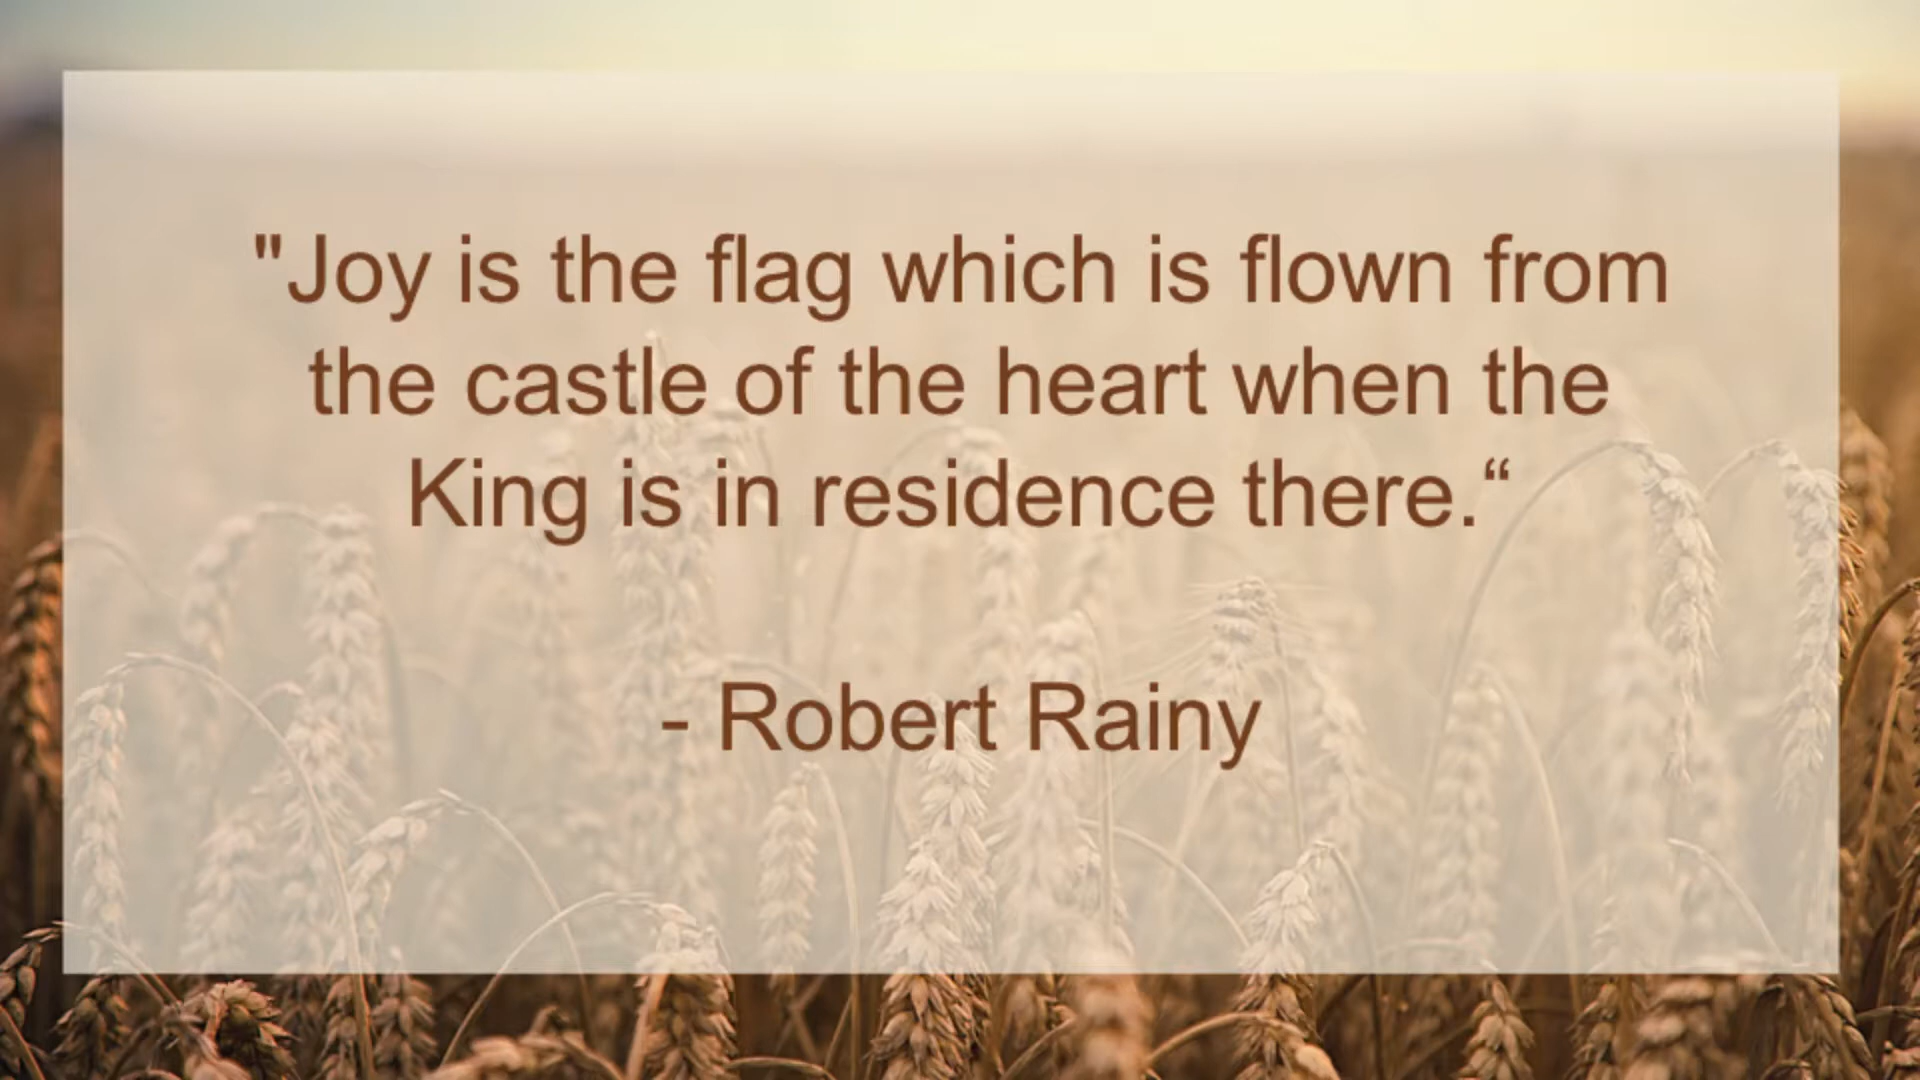 "Joy is the flag which is flown from
the castle of the heart when the
King is in residence there.“
- Robert Rainy